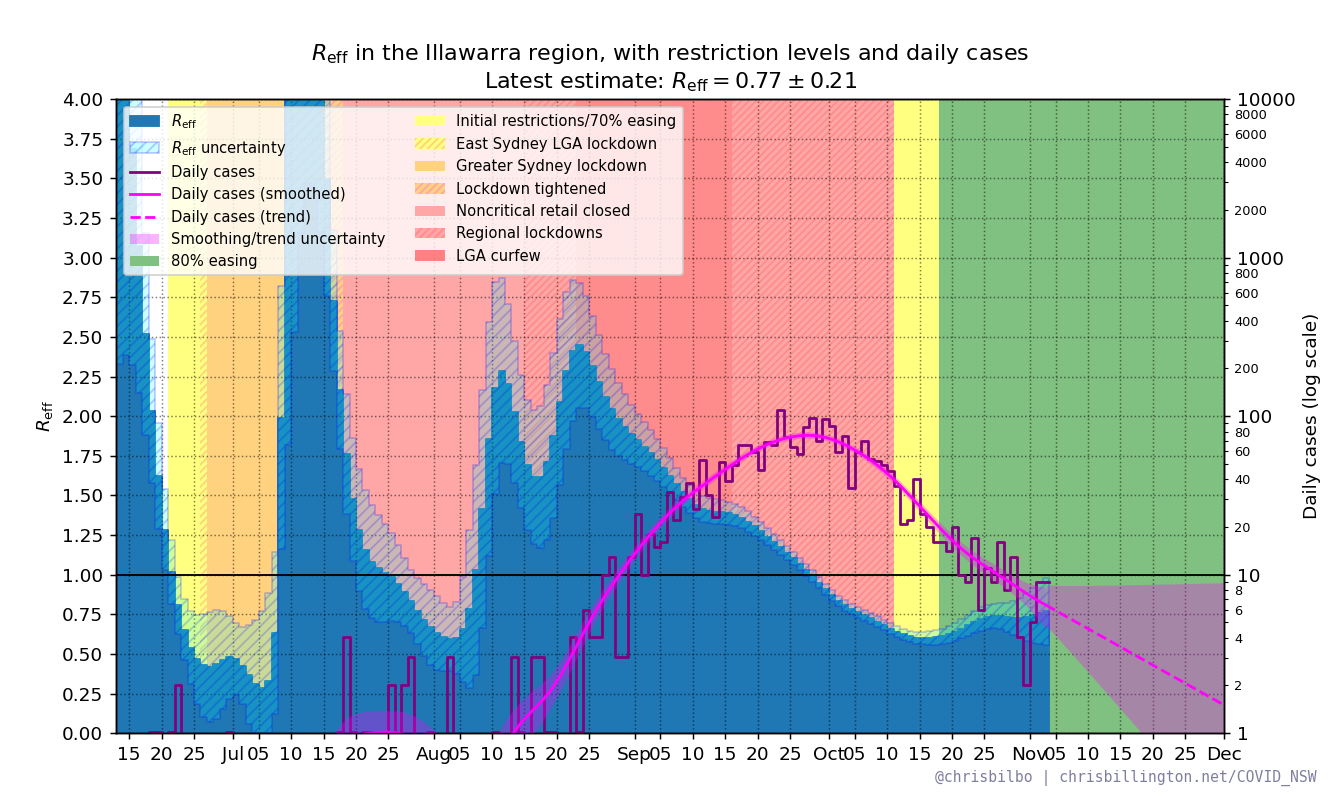 R_eff in the Illawarra region, with restriction levels and daily cases
Latest estimate: R_eff = 0.77 ± 0.21
R_eff
R_eff uncertainty
Daily cases
Daily cases (smoothed)
Daily cases (trend)
Smoothing/trend uncertainty
80% easing
Initial restrictions/70% easing
East Sydney LGA lockdown
Greater Sydney lockdown
Lockdown tightened
Noncritical retail closed
Regional lockdowns
LGA curfew
R_eff
4.00
3.75
3.50
3.25
3.00
2.75
2.50
2.25
2.00
1.75
1.50
1.25
1.00
0.75
0.50
0.25
0.00
10000
8000
6000
4000
2000
1000
800
600
400
200
100
80
60
40
20
10
8
6
4
2
1
Daily cases (log scale)
15 20 25 Jul 05 10 15 20 25 Aug 05 10 15 20 25 Sep 05 10 15 20 25 Oct 05 10 15 20 25 Nov 05 10 15 20 25 Dec
@chrisbilbo | chrisbillington.net/COVID_NSW